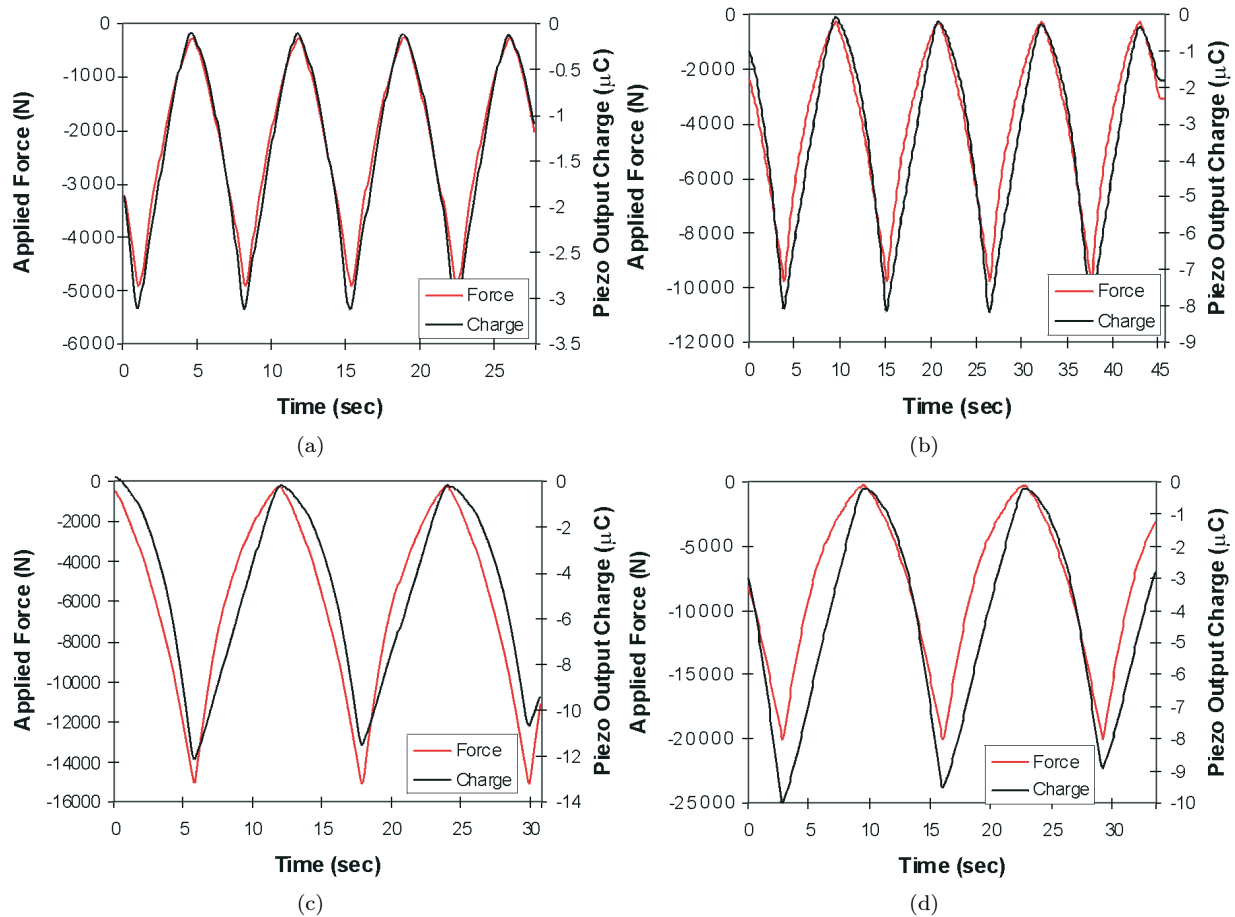 0
-1000
-2000
-3000
-4000
-5000
-6000
Applied Force (N)
0
-0.5
-1
-1.5
-2
-2.5
-3
-3.5
Piezo Output Charge (μC)
Force
Charge
0 5 10 15 20 25
Time (sec)
(a)
0
-2000
-4000
-6000
-8000
-10000
-12000
Applied Force (N)
0
-1
-2
-3
-4
-5
-6
-7
-8
-9
Piezo Output Charge (μC)
Force
Charge
0 5 10 15 20 25 30 35 40 45
Time (sec)
(b)
0
-2000
-4000
-6000
-8000
-10000
-12000
-14000
-16000
Applied Force (N)
0
-2
-4
-6
-8
-10
-12
-14
Piezo Output Charge (μC)
Force
Charge
0 5 10 15 20 25 30
Time (sec)
(c)
0
-5000
-10000
-15000
-20000
-25000
Applied Force (N)
0
-1
-2
-3
-4
-5
-6
-7
-8
-9
-10
Piezo Output Charge (μC)
Force
Charge
0 5 10 15 20 25 30
Time (sec)
(d)